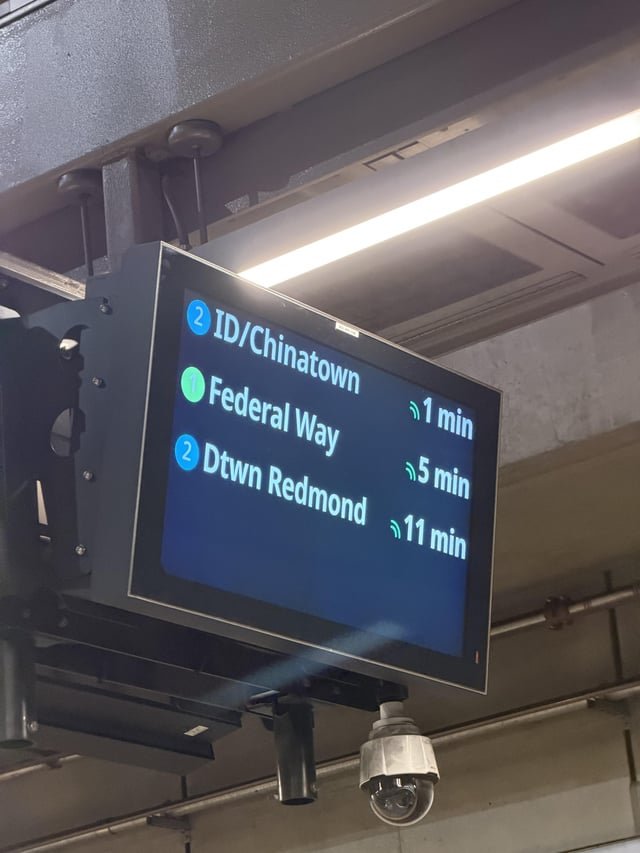 2 ID/Chinatown 1 min
1 Federal Way 5 min
2 Dtwn Redmond 11 min